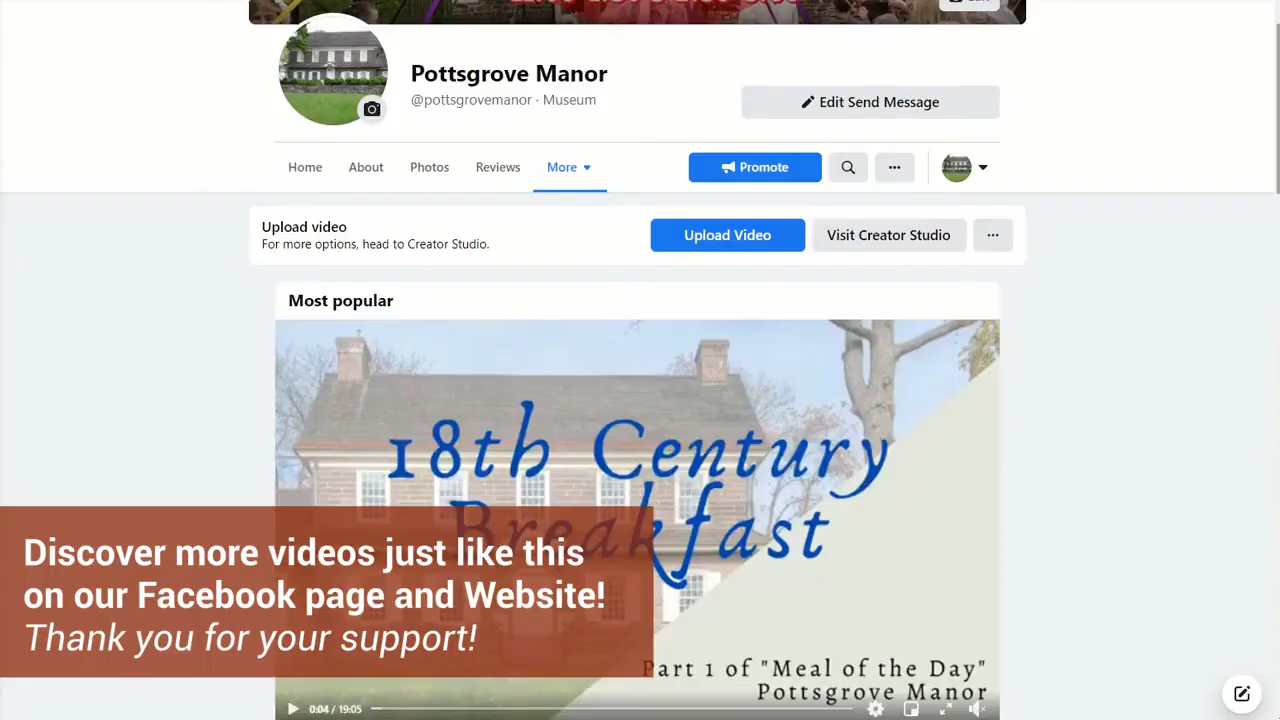 Pottsgrove Manor
@pottsgrovemanor · Museum
Edit Send Message
Home About Photos Reviews More
Promote
Upload video
For more options, head to Creator Studio.
Upload Video
Visit Creator Studio
Most popular
18th Century
Breakfast
Discover more videos just like this
on our Facebook page and Website!
Thank you for your support!
Part 1 of "Meal of the Day"
Pottsgrove Manor
0:04 / 19:05